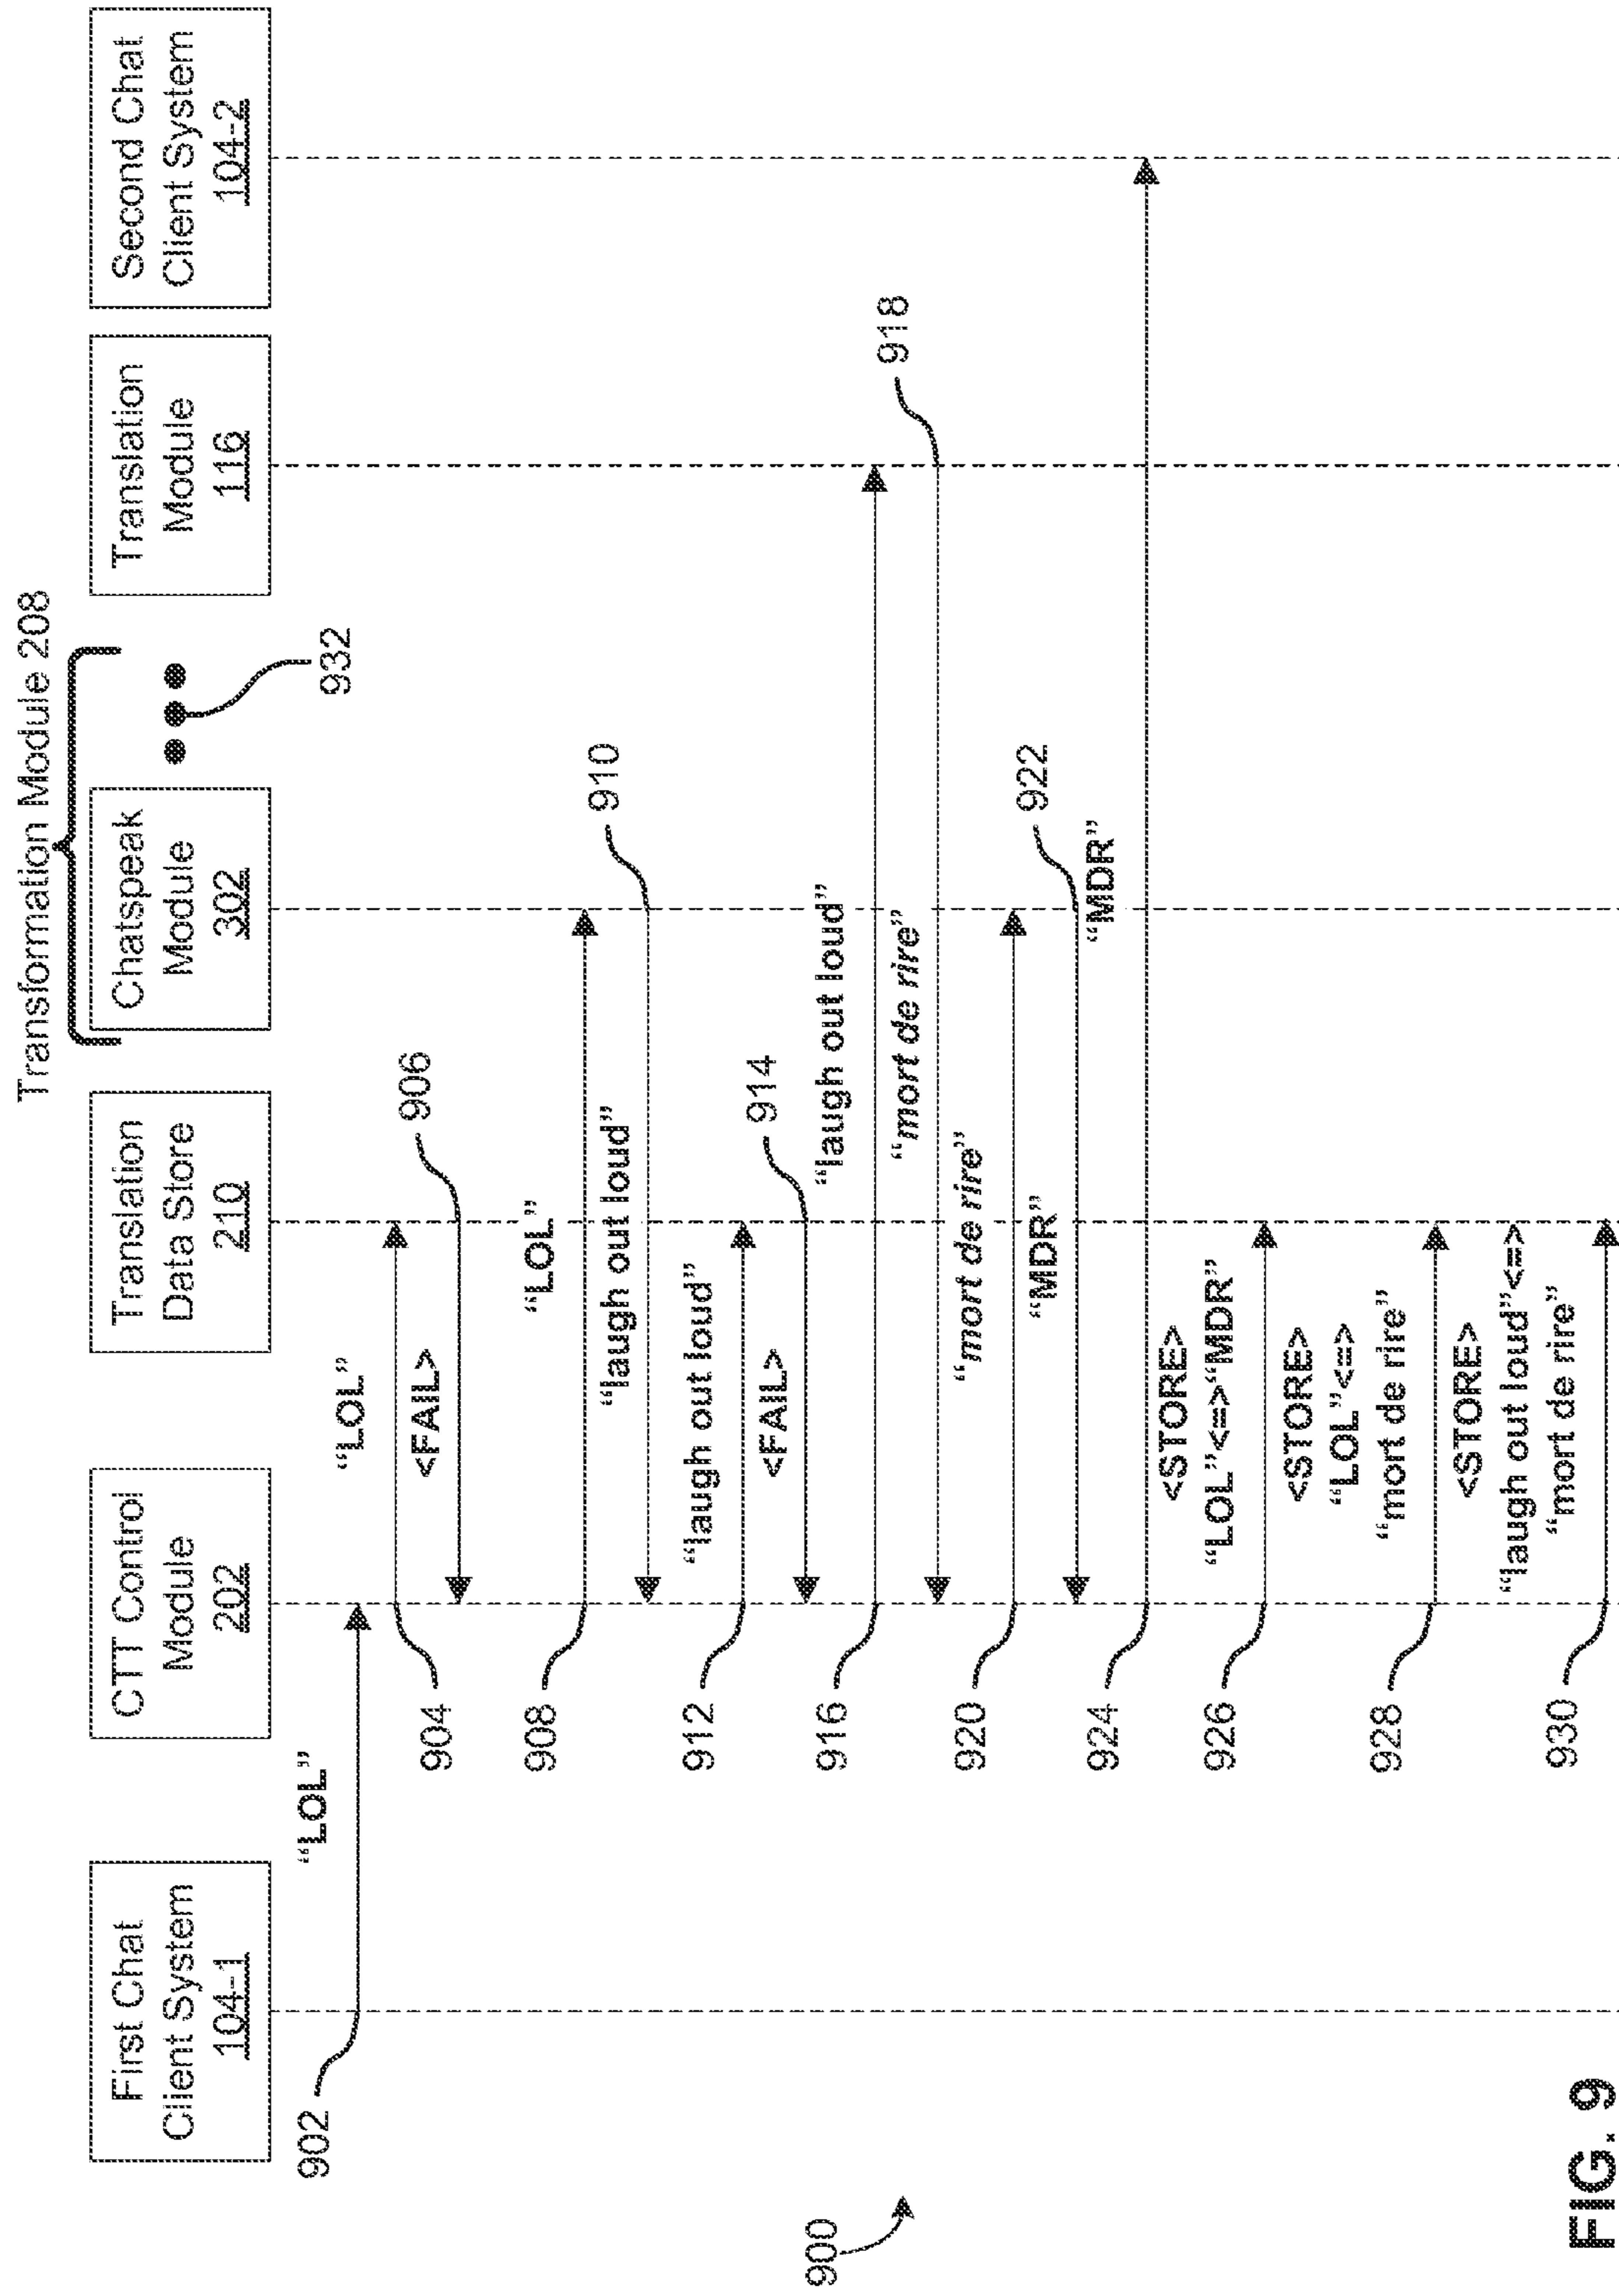 Transformation Module 208
First Chat
Client System
104-1
CTT Control
Module
202
Translation
Data Store
210
Chatspeak
Module
302
932
Translation
Module
116
Second Chat
Client System
104-2
902
“LOL”
904
“LOL”
<FAIL>
906
908
“LOL”
“laugh out loud”
910
912
“laugh out loud”
<FAIL>
914
916
“laugh out loud”
“mort de rire”
918
920
“mort de rire”
“MDR”
922
924
“MDR”
926
<STORE>
“LOL”<=>“MDR”
928
<STORE>
“LOL”<=>
“mort de rire”
930
<STORE>
“laugh out loud”<=>
“mort de rire”
900
FIG. 9